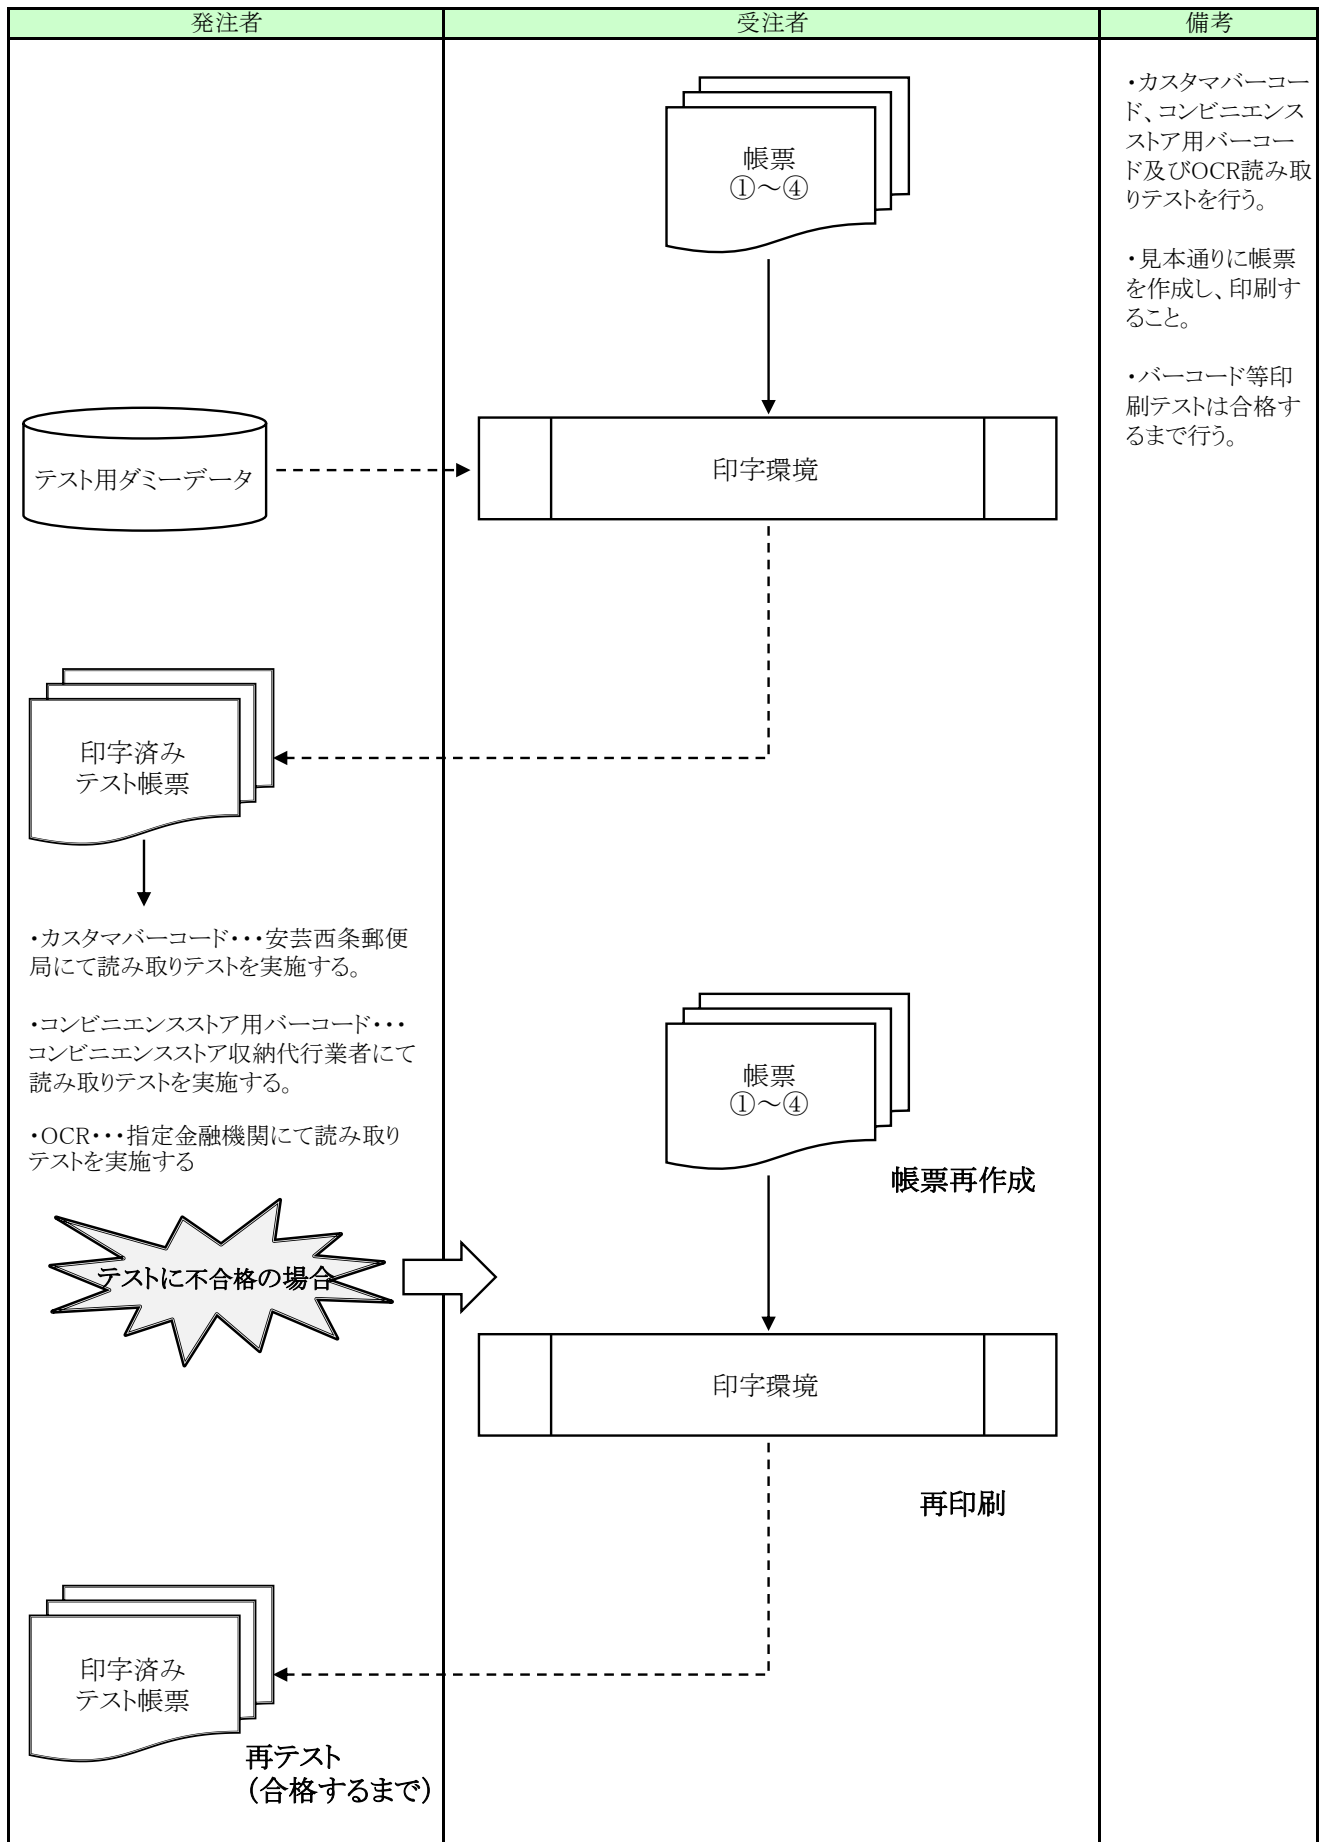 発注者
受注者
備考
帳票
①～④
・カスタマバーコー
ド、コンビニエンス
ストア用バーコー
ド及びOCR読み取
りテストを行う。
・見本通りに帳票
を作成し、印刷す
ること。
・バーコード等印
刷テストは合格す
るまで行う。
テスト用ダミーデータ
印字環境
印字済み
テスト帳票
・カスタマバーコード・・・安芸西条郵便
局にて読み取りテストを実施する。
・コンビニエンスストア用バーコード・・・
コンビニエンスストア収納代行業者にて
読み取りテストを実施する。
・OCR・・・指定金融機関にて読み取り
テストを実施する
帳票
①～④
帳票再作成
テストに不合格の場合
印字環境
再印刷
印字済み
テスト帳票
再テスト
（合格するまで）